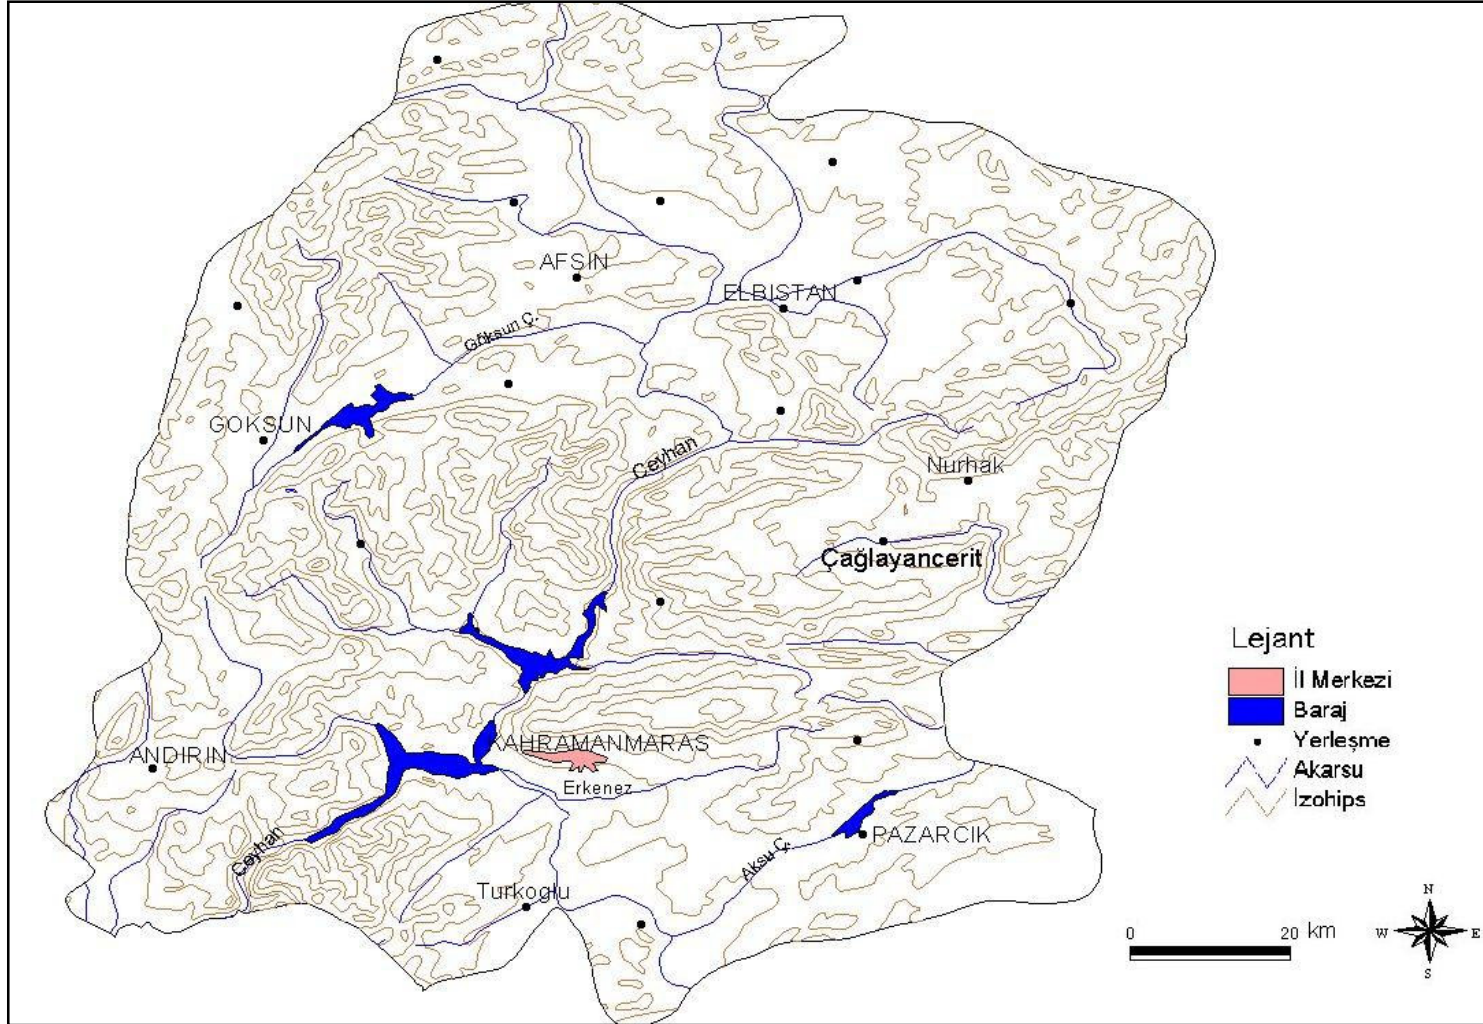 AFSIN
ELBISTAN
Göksun Ç.
GOKSUN
Ceyhan
Nurhak
Çağlayancerit
Lejant
İl Merkezi
Baraj
Yerleşme
Akarsu
İzohips
KAHRAMANMARAS
ANDIRIN
Erkenez
Ceyhan
Aksu Ç.
PAZARCIK
Turkoglu
N
W E
S
0 20 km